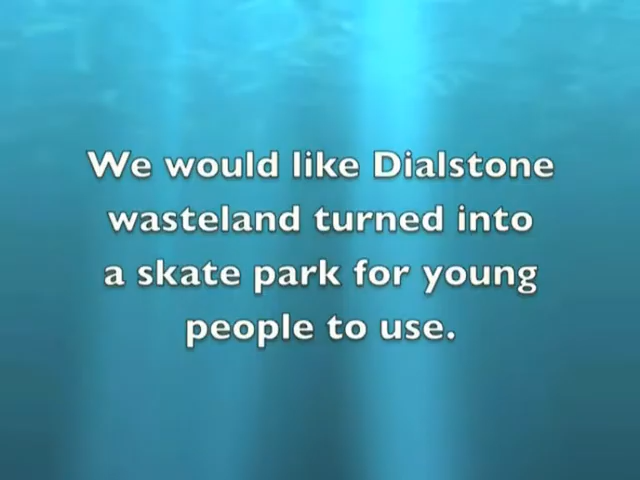 We would like Dialstone
wasteland turned into
a skate park for young
people to use.